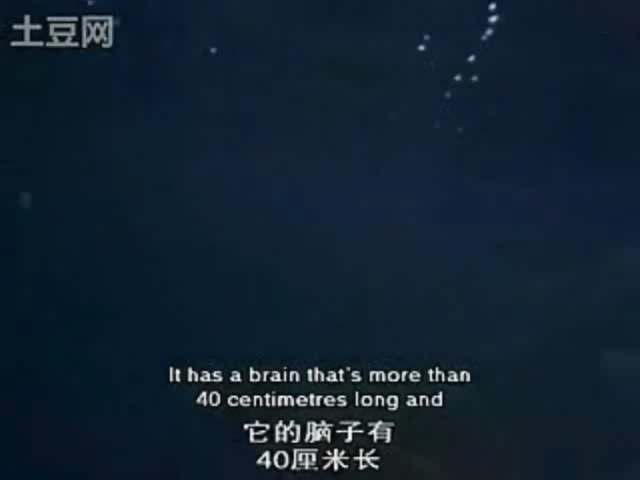 土豆网
It has a brain that's more than
40 centimetres long and
它的脑子有
40厘米长